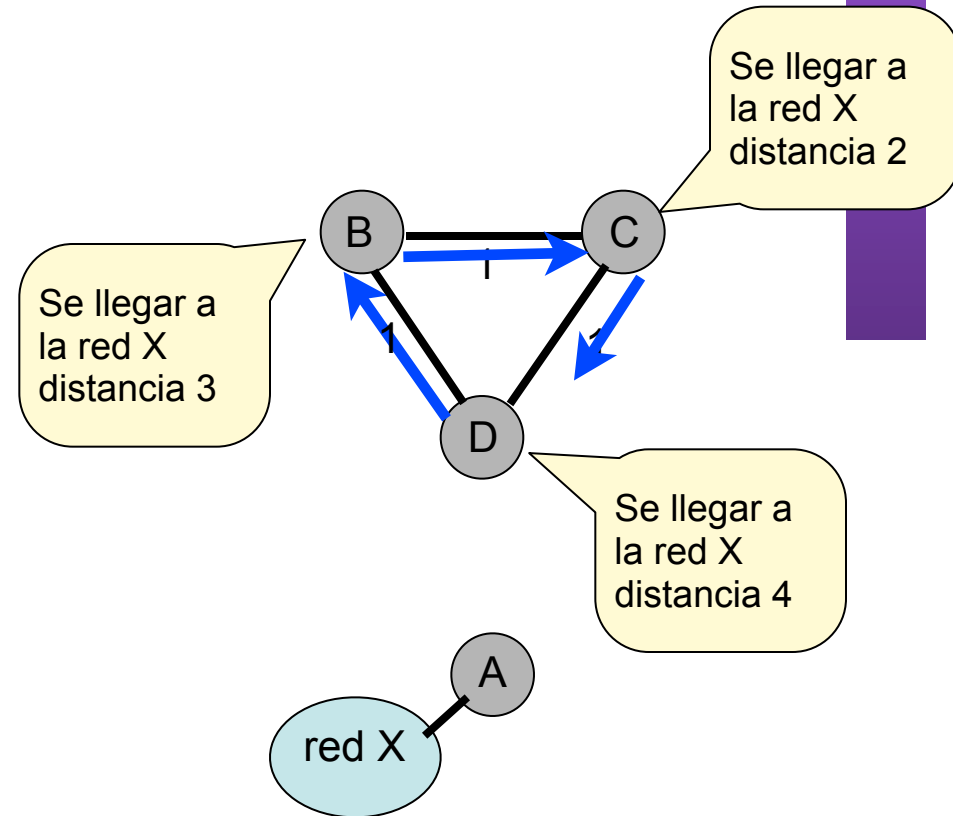 Se llegar a
la red X
distancia 2
B
C
1
Se llegar a
la red X
distancia 3
1
1
D
Se llegar a
la red X
distancia 4
A
red X